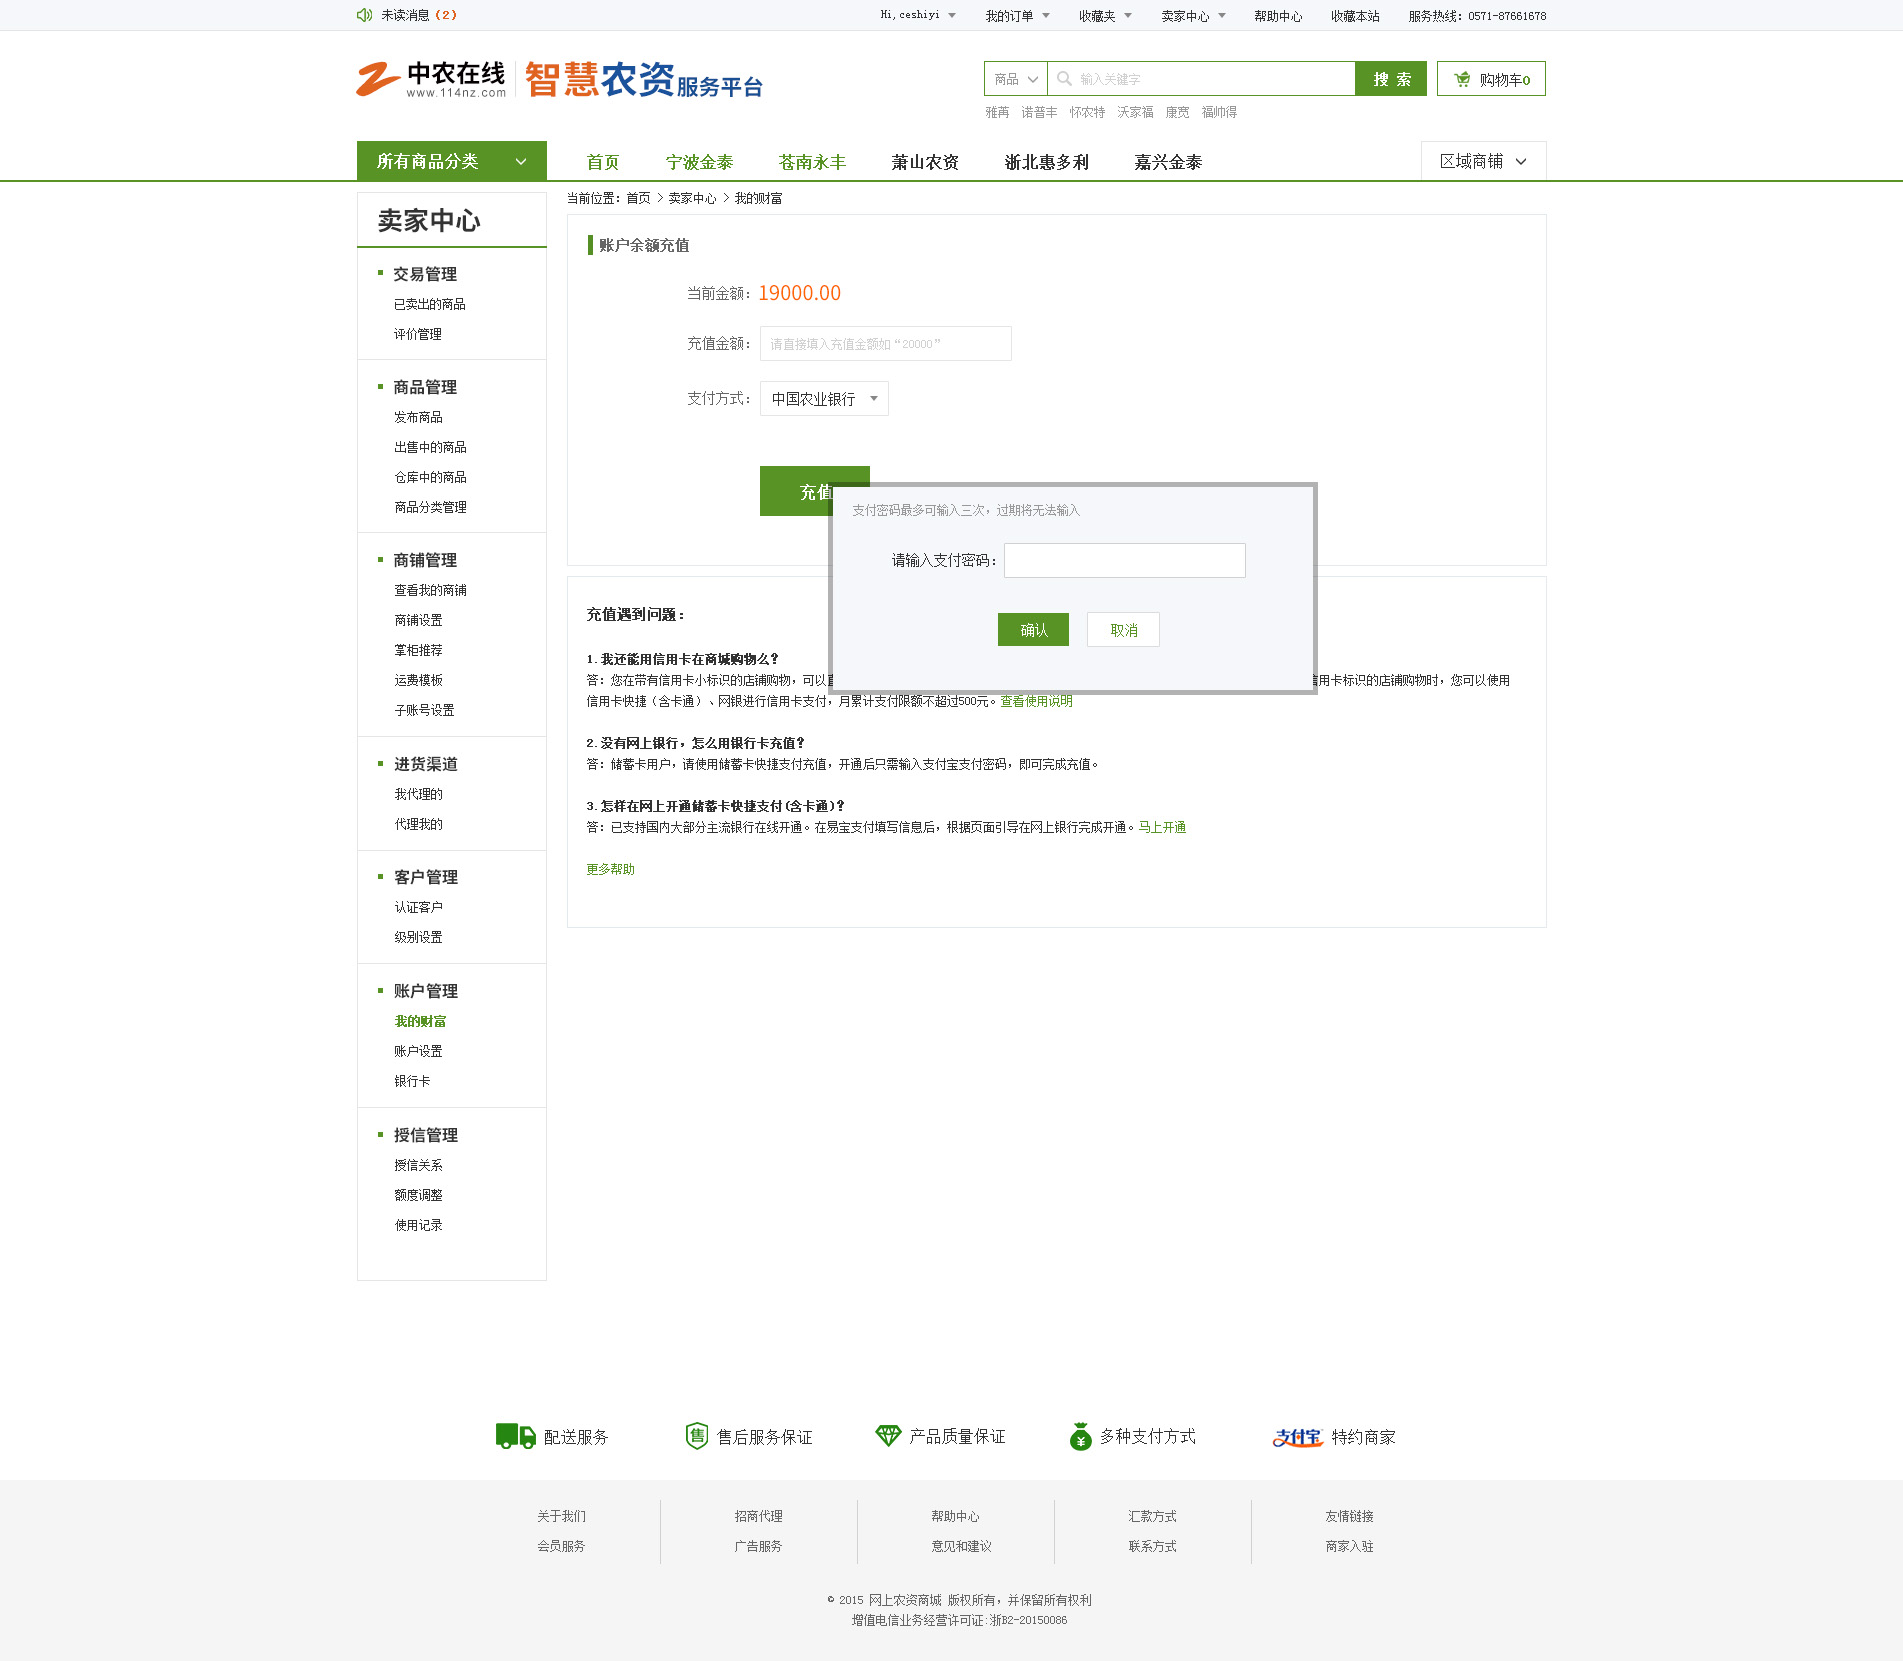 未读消息（2）
Hi,ceshiyi 我的订单 收藏夹 卖家中心 帮助中心 收藏本站 服务热线：0571-87661678
中农在线
www.114nz.com
智慧农资服务平台
商品 输入关键字 搜 索 购物车0
雅苒 诺普丰 怀农特 沃家福 康宽 福帅得
所有商品分类 首页 宁波金泰 苍南永丰 萧山农资 浙北惠多利 嘉兴金泰 区域商铺
当前位置：首页 > 卖家中心 > 我的财富
卖家中心
交易管理
已卖出的商品
评价管理
商品管理
发布商品
出售中的商品
仓库中的商品
商品分类管理
商铺管理
查看我的商铺
商铺设置
掌柜推荐
运费模板
子账号设置
进货渠道
我代理的
代理我的
客户管理
认证客户
级别设置
账户管理
我的财富
账户设置
银行卡
授信管理
授信关系
额度调整
使用记录
账户余额充值
当前金额：19000.00
充值金额：请直接填入充值金额如“20000”
支付方式：中国农业银行
充值
支付密码最多可输入三次，过期将无法输入
请输入支付密码：
确认 取消
充值遇到问题：
1.我还能用信用卡在商城购物么？
答：您在带有信用卡小标识的店铺购物，可以 用卡标识的店铺购物时，您可以使用
信用卡快捷（含卡通）、网银进行信用卡支付，月累计支付限额不超过500元。查看使用说明
2.没有网上银行，怎么用银行卡充值？
答：储蓄卡用户，请使用储蓄卡快捷支付充值，开通后只需输入支付宝支付密码，即可完成充值。
3.怎样在网上开通储蓄卡快捷支付(含卡通)？
答：已支持国内大部分主流银行在线开通。在易宝支付填写信息后，根据页面引导在网上银行完成开通。马上开通
更多帮助
配送服务 售 售后服务保证 产品质量保证 ¥ 多种支付方式 支付宝 特约商家
关于我们 招商代理 帮助中心 汇款方式 友情链接
会员服务 广告服务 意见和建议 联系方式 商家入驻
© 2015 网上农资商城 版权所有，并保留所有权利
增值电信业务经营许可证:浙B2-20150086